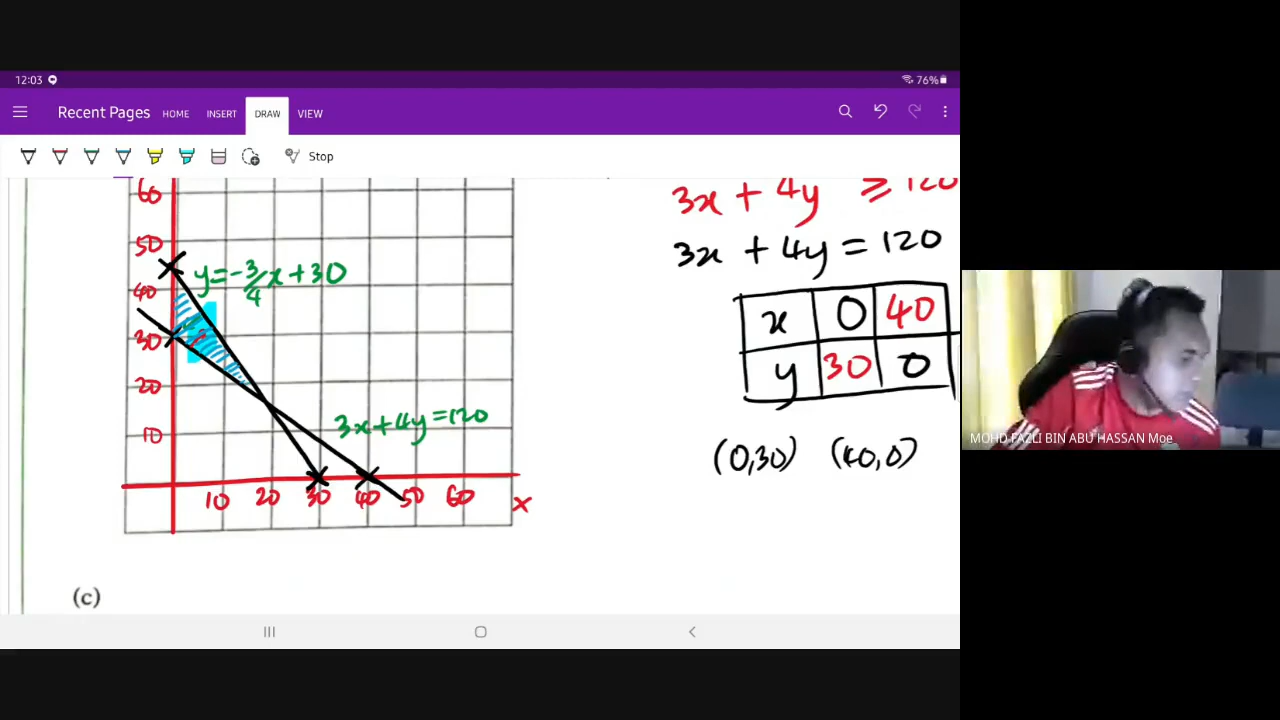 12:03 76%
Recent Pages HOME INSERT DRAW VIEW
Stop
60
50
40
30
20
10
10 20 30 40 50 60 x
y=-3/4x+30
3x+4y=120
3x + 4y ≥ 120
3x + 4y = 120
x 0 40
y 30 0
(0,30) (40,0)
(c)
MOHD FAZLI BIN ABU HASSAN Moe